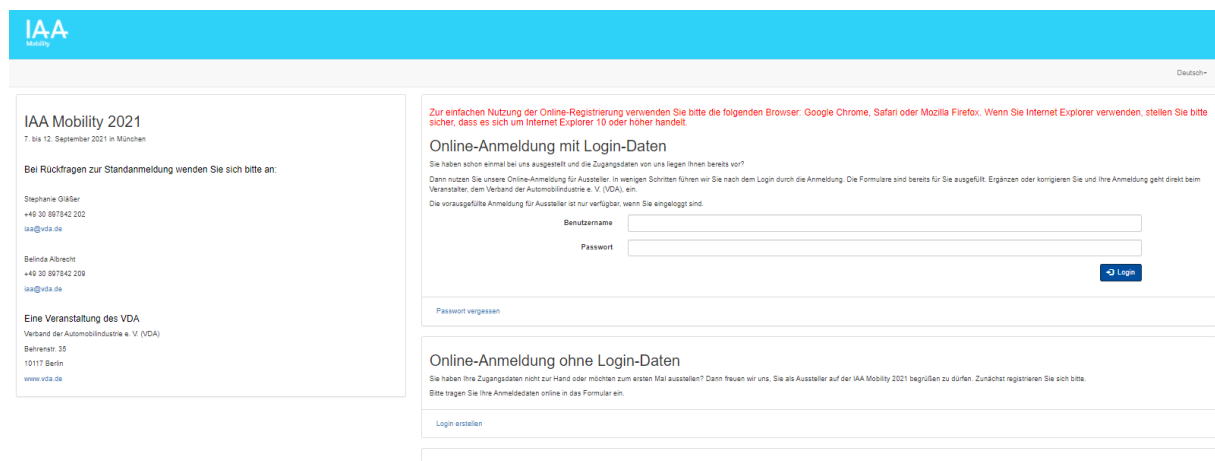 IAA
Mobility
Deutsch
IAA Mobility 2021
7. bis 12. September 2021 in München
Bei Rückfragen zur Standanmeldung wenden Sie sich bitte an:
Stephanie Gläßer
+49 30 897842 202
iaa@vda.de
Belinda Albrecht
+49 30 897842 209
iaa@vda.de
Eine Veranstaltung des VDA
Verband der Automobilindustrie e. V. (VDA)
Behrenstr. 35
10117 Berlin
www.vda.de
Zur einfachen Nutzung der Online-Registrierung verwenden Sie bitte die folgenden Browser: Google Chrome, Safari oder Mozilla Firefox. Wenn Sie Internet Explorer verwenden, stellen Sie bitte
sicher, dass es sich um Internet Explorer 10 oder höher handelt.
Online-Anmeldung mit Login-Daten
Sie haben schon einmal bei uns ausgestellt und die Zugangsdaten von uns liegen Ihnen bereits vor?
Dann nutzen Sie unsere Online-Anmeldung für Aussteller. In wenigen Schritten führen wir Sie nach dem Login durch die Anmeldung. Die Formulare sind bereits für Sie ausgefüllt. Ergänzen oder korrigieren Sie und Ihre Anmeldung geht direkt beim
Veranstalter, dem Verband der Automobilindustrie e. V. (VDA), ein.
Die vorausgefüllte Anmeldung für Aussteller ist nur verfügbar, wenn Sie eingeloggt sind.
Benutzername
Passwort
Login
Passwort vergessen
Online-Anmeldung ohne Login-Daten
Sie haben Ihre Zugangsdaten nicht zur Hand oder möchten zum ersten Mal ausstellen? Dann freuen wir uns, Sie als Aussteller auf der IAA Mobility 2021 begrüßen zu dürfen. Zunächst registrieren Sie sich bitte.
Bitte tragen Sie Ihre Anmeldedaten online in das Formular ein.
Login erstellen